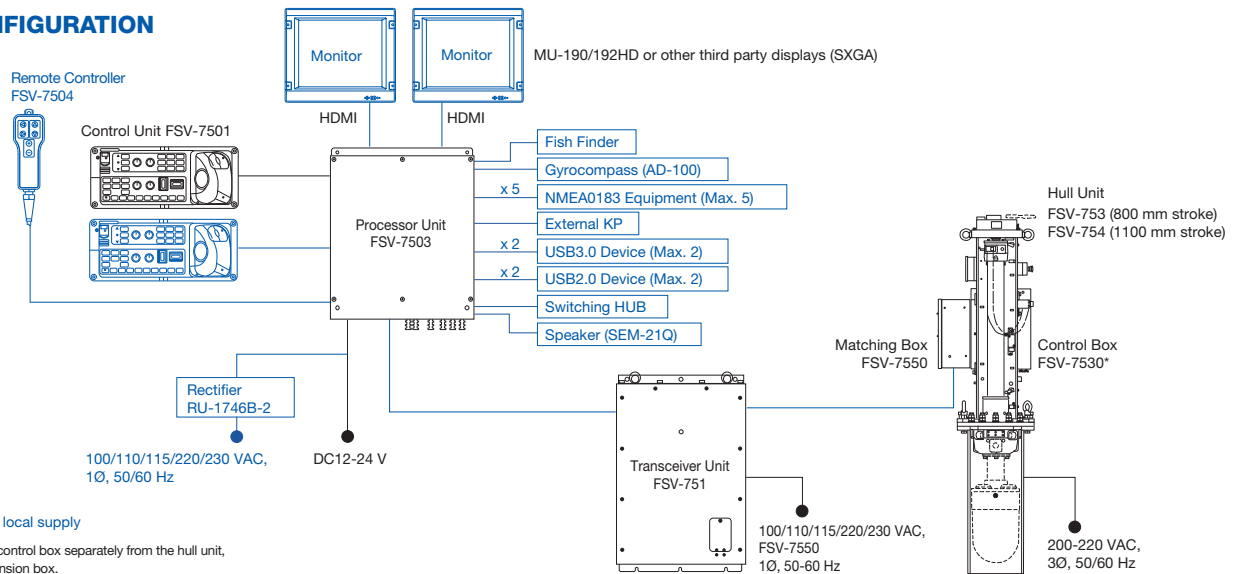 NFIGURATION
Monitor
Monitor
MU-190/192HD or other third party displays (SXGA)
Remote Controller
FSV-7504
HDMI
HDMI
Control Unit FSV-7501
Fish Finder
Gyrocompass (AD-100)
x 5
NMEA0183 Equipment (Max. 5)
Processor Unit
FSV-7503
External KP
x 2
USB3.0 Device (Max. 2)
x 2
USB2.0 Device (Max. 2)
Switching HUB
Speaker (SEM-21Q)
Hull Unit
FSV-753 (800 mm stroke)
FSV-754 (1100 mm stroke)
Matching Box
FSV-7550
Control Box
FSV-7530*
Rectifier
RU-1746B-2
100/110/115/220/230 VAC,
1Ø, 50/60 Hz
DC12-24 V
Transceiver Unit
FSV-751
100/110/115/220/230 VAC,
FSV-7550
1Ø, 50-60 Hz
200-220 VAC,
3Ø, 50/60 Hz
local supply
control box separately from the hull unit,
nsion box.